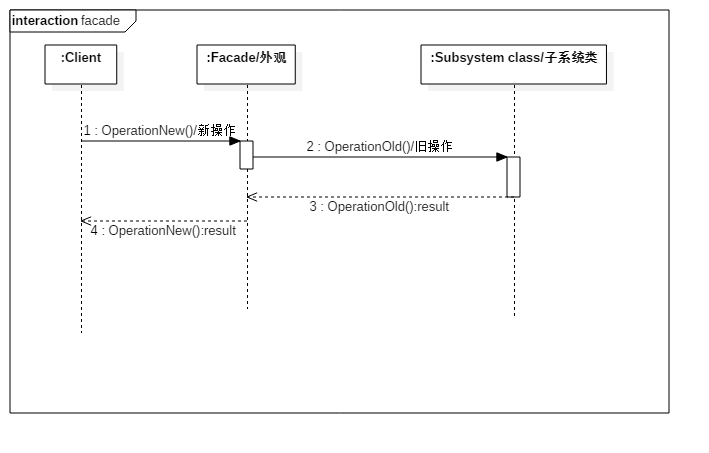 interaction facade
:Client
:Facade/外观
:Subsystem class/子系统类
1 : OperationNew()/新操作
2 : OperationOld()/旧操作
3 : OperationOld():result
4 : OperationNew():result